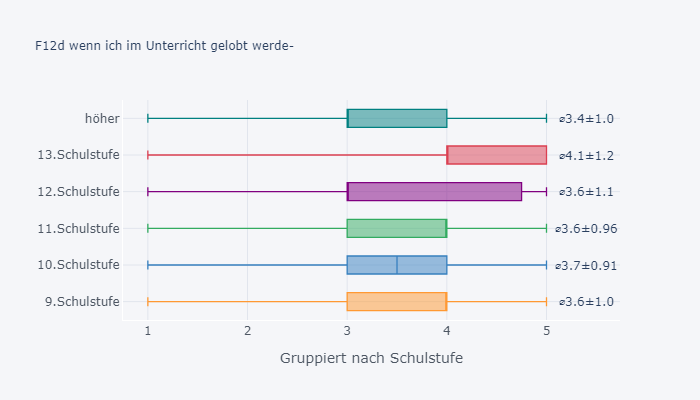 F12d wenn ich im Unterricht gelobt werde-
höher ⌀3.4±1.0
13.Schulstufe ⌀4.1±1.2
12.Schulstufe ⌀3.6±1.1
11.Schulstufe ⌀3.6±0.96
10.Schulstufe ⌀3.7±0.91
9.Schulstufe ⌀3.6±1.0
1 2 3 4 5
Gruppiert nach Schulstufe